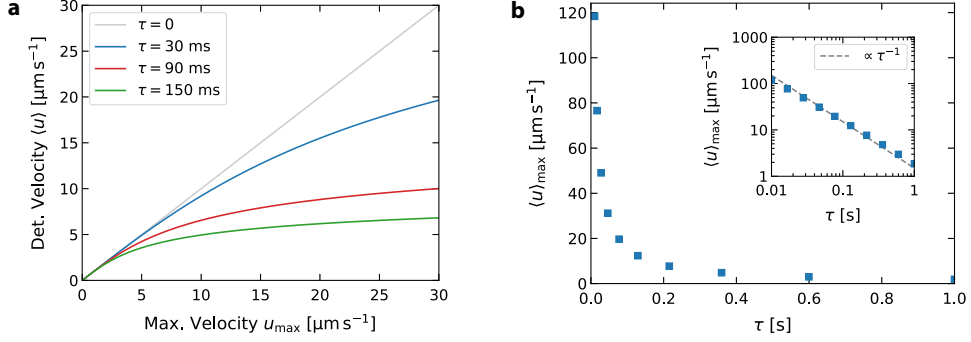 a
30
25
20
15
10
5
0
Det. Velocity ⟨u⟩ [μm s⁻¹]
τ = 0
τ = 30 ms
τ = 90 ms
τ = 150 ms
0 5 10 15 20 25 30
Max. Velocity u_max [μm s⁻¹]
b
120
100
80
60
40
20
0
⟨u⟩_max [μm s⁻¹]
0.0 0.2 0.4 0.6 0.8 1.0
τ [s]
1000
100
10
1
⟨u⟩_max [μm s⁻¹]
∝ τ⁻¹
0.01 0.1 1
τ [s]